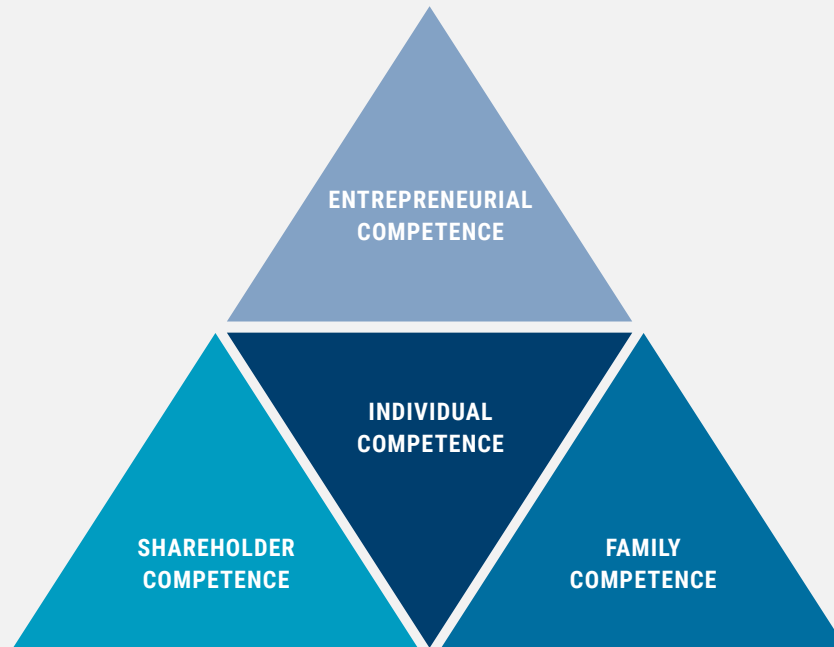 ENTREPRENEURIAL
COMPETENCE
INDIVIDUAL
COMPETENCE
SHAREHOLDER
COMPETENCE
FAMILY
COMPETENCE